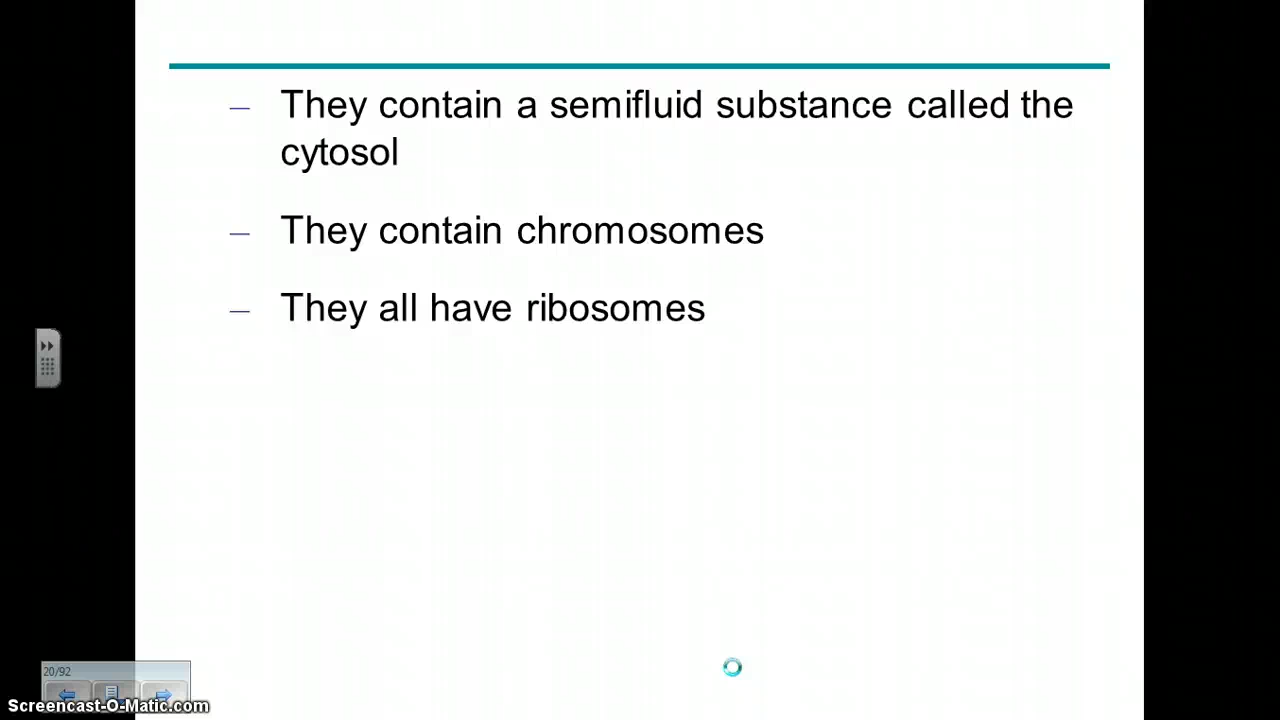 – They contain a semifluid substance called the
cytosol
– They contain chromosomes
– They all have ribosomes
20/92
Screencast-O-Matic.com